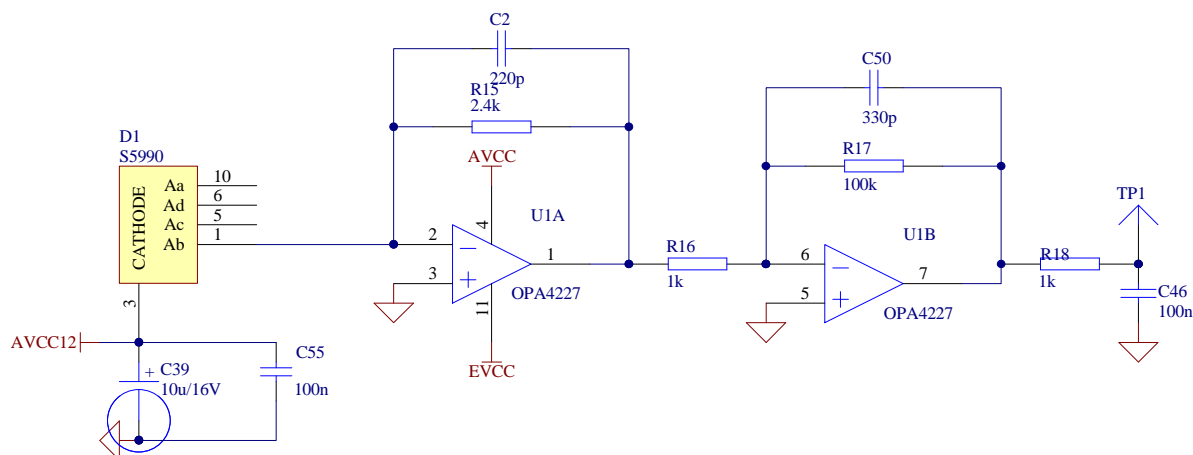 C2
220p
R15
2.4k
C50
330p
R17
100k
D1
S5990
CATHODE
Aa
10
Ad
6
Ac
5
Ab
1
3
AVCC
4
U1A
2
3
1
11
OPA4227
EVCC
R16
1k
U1B
6
5
7
OPA4227
TP1
R18
1k
C46
100n
AVCC12
+
C39
10u/16V
C55
100n